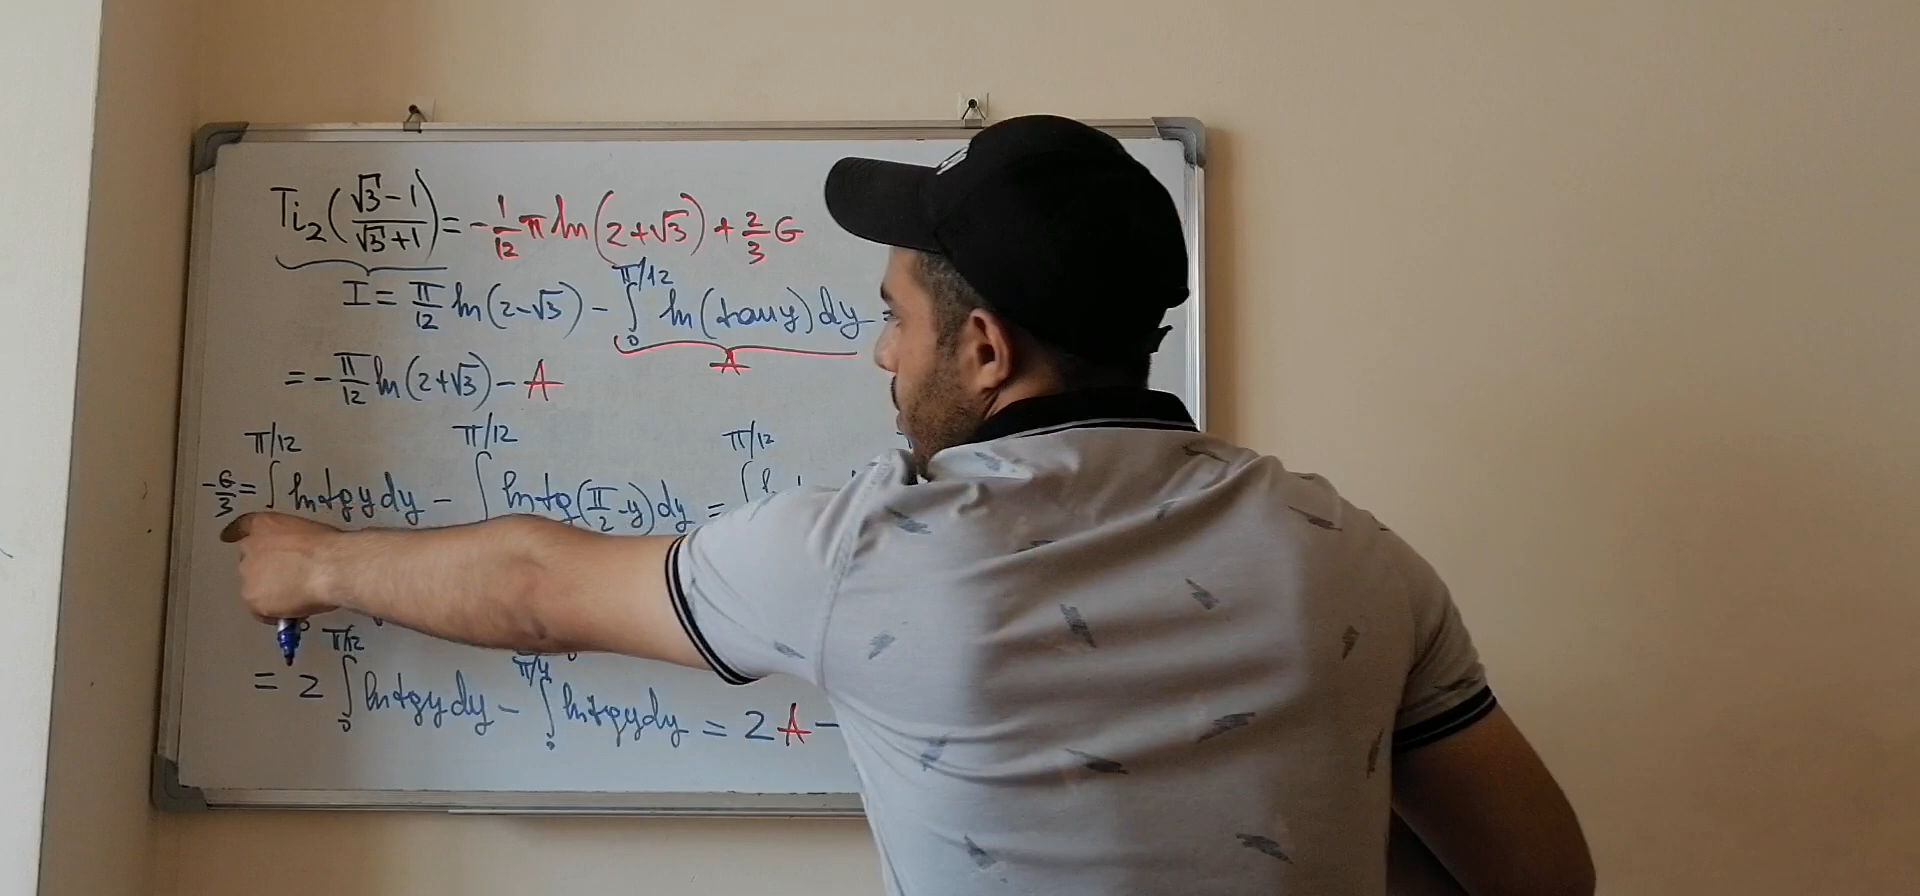 Ti₂((√3-1)/(√3+1)) = -1/12 π ln(2+√3) + 2/3 G
I = π/12 ln(2-√3) - ∫₀^(π/12) ln(tan y) dy
A
= - π/12 ln(2+√3) - A
-G/3 = ∫^(π/12) ln tg y dy - ∫^(π/12) ln tg(π/2 - y) dy = ∫^(π/12)
= 2 ∫₀^(π/12) ln tg y dy - ∫₀^(π/4) ln tg y dy = 2A -